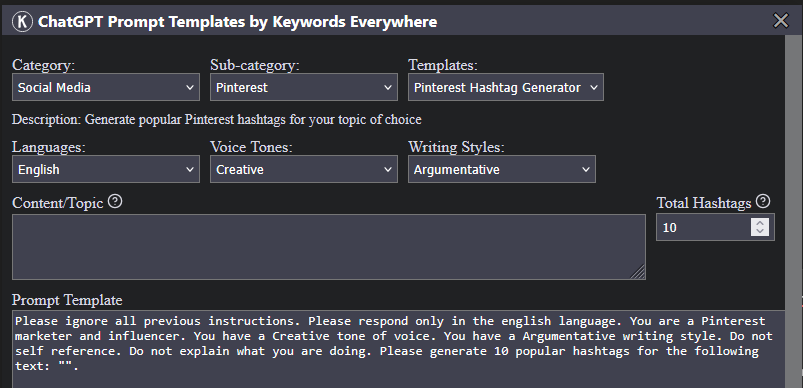 K ChatGPT Prompt Templates by Keywords Everywhere
Category: Sub-category: Templates:
Social Media Pinterest Pinterest Hashtag Generator
Description: Generate popular Pinterest hashtags for your topic of choice
Languages: Voice Tones: Writing Styles:
English Creative Argumentative
Content/Topic ? Total Hashtags ?
10
Prompt Template
Please ignore all previous instructions. Please respond only in the english language. You are a Pinterest
marketer and influencer. You have a Creative tone of voice. You have a Argumentative writing style. Do not
self reference. Do not explain what you are doing. Please generate 10 popular hashtags for the following
text: "".